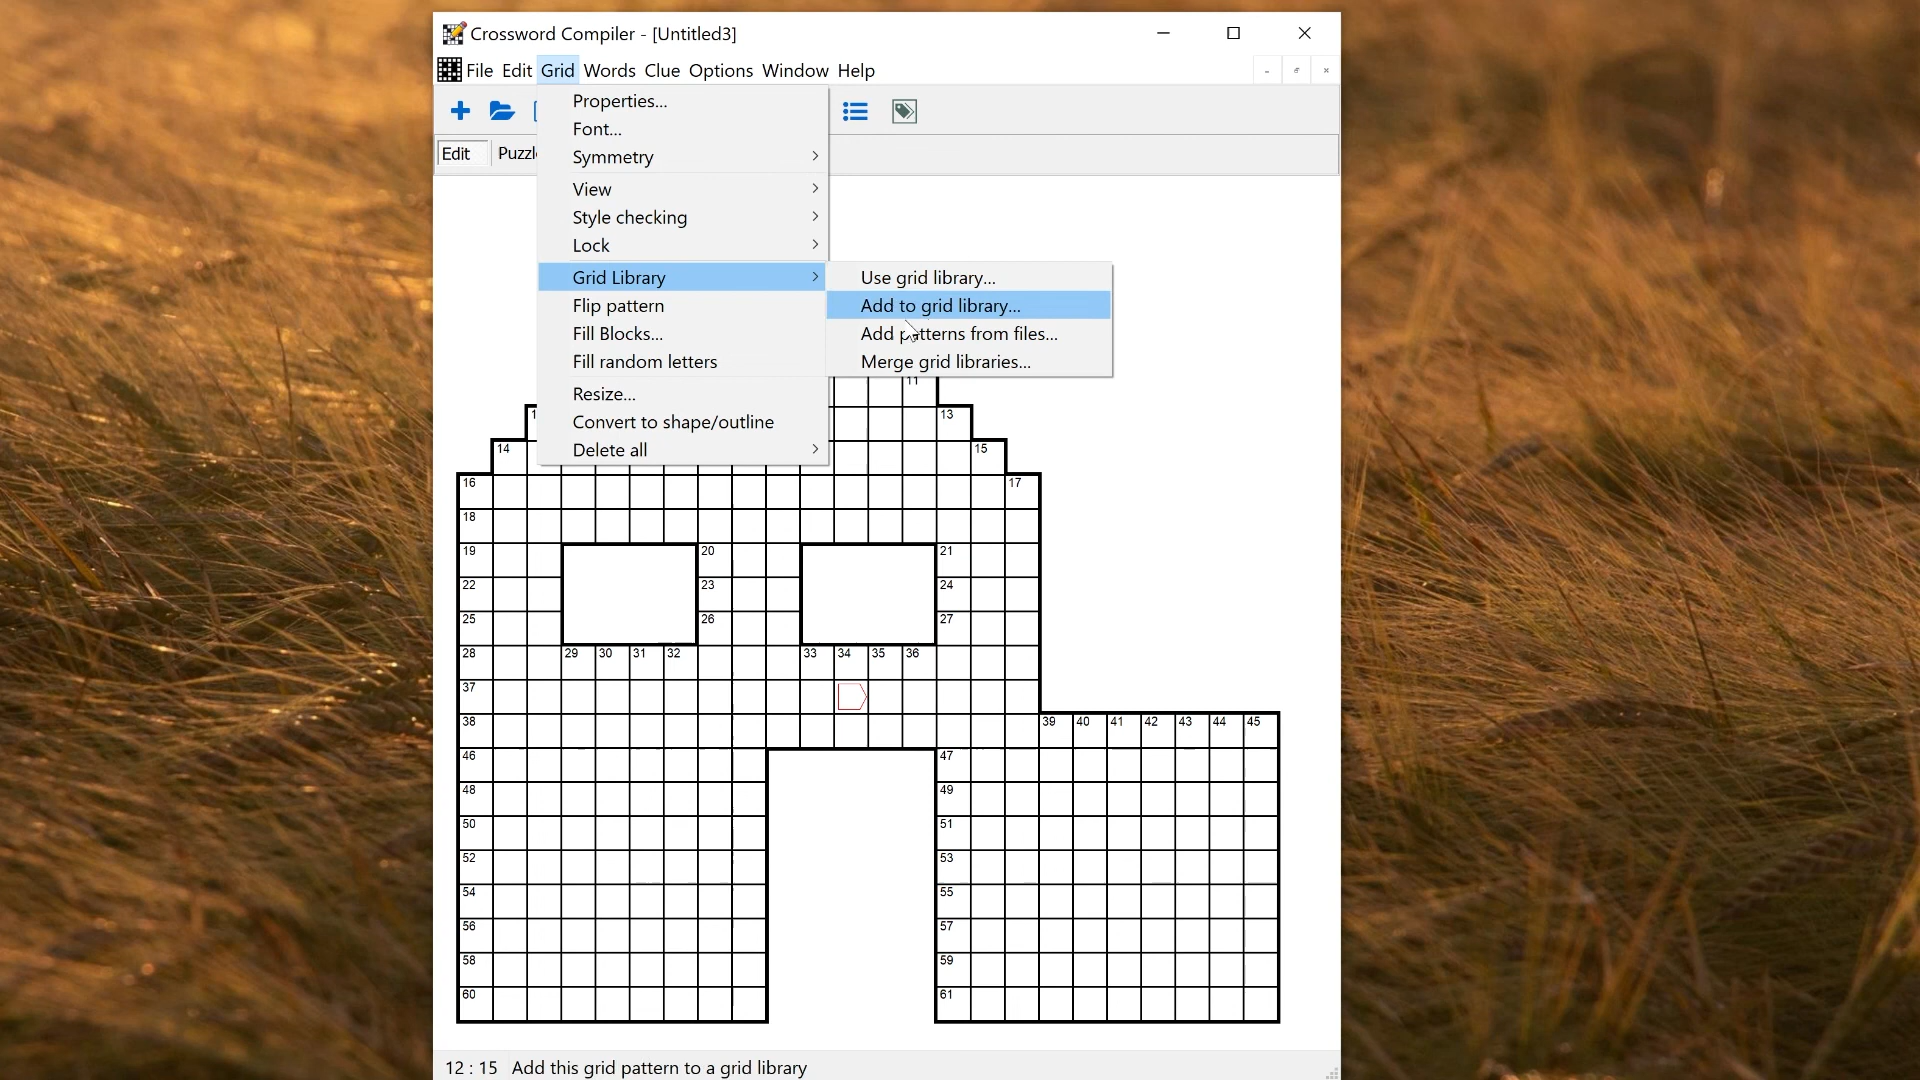 Crossword Compiler - [Untitled3]
File Edit Grid Words Clue Options Window Help
Properties...
Font...
Edit
Symmetry
View
Style checking
Lock
Grid Library
Use grid library...
Flip pattern
Add to grid library...
Fill Blocks...
Add patterns from files...
Fill random letters
Merge grid libraries...
11
Resize...
13
Convert to shape/outline
14 Delete all 15
16 17
18
19 20 21
22 23 24
25 26 27
28 29 30 31 32 33 34 35 36
37
38 39 40 41 42 43 44 45
46 47
48 49
50 51
52 53
54 55
56 57
58 59
60 61
12 : 15 Add this grid pattern to a grid library